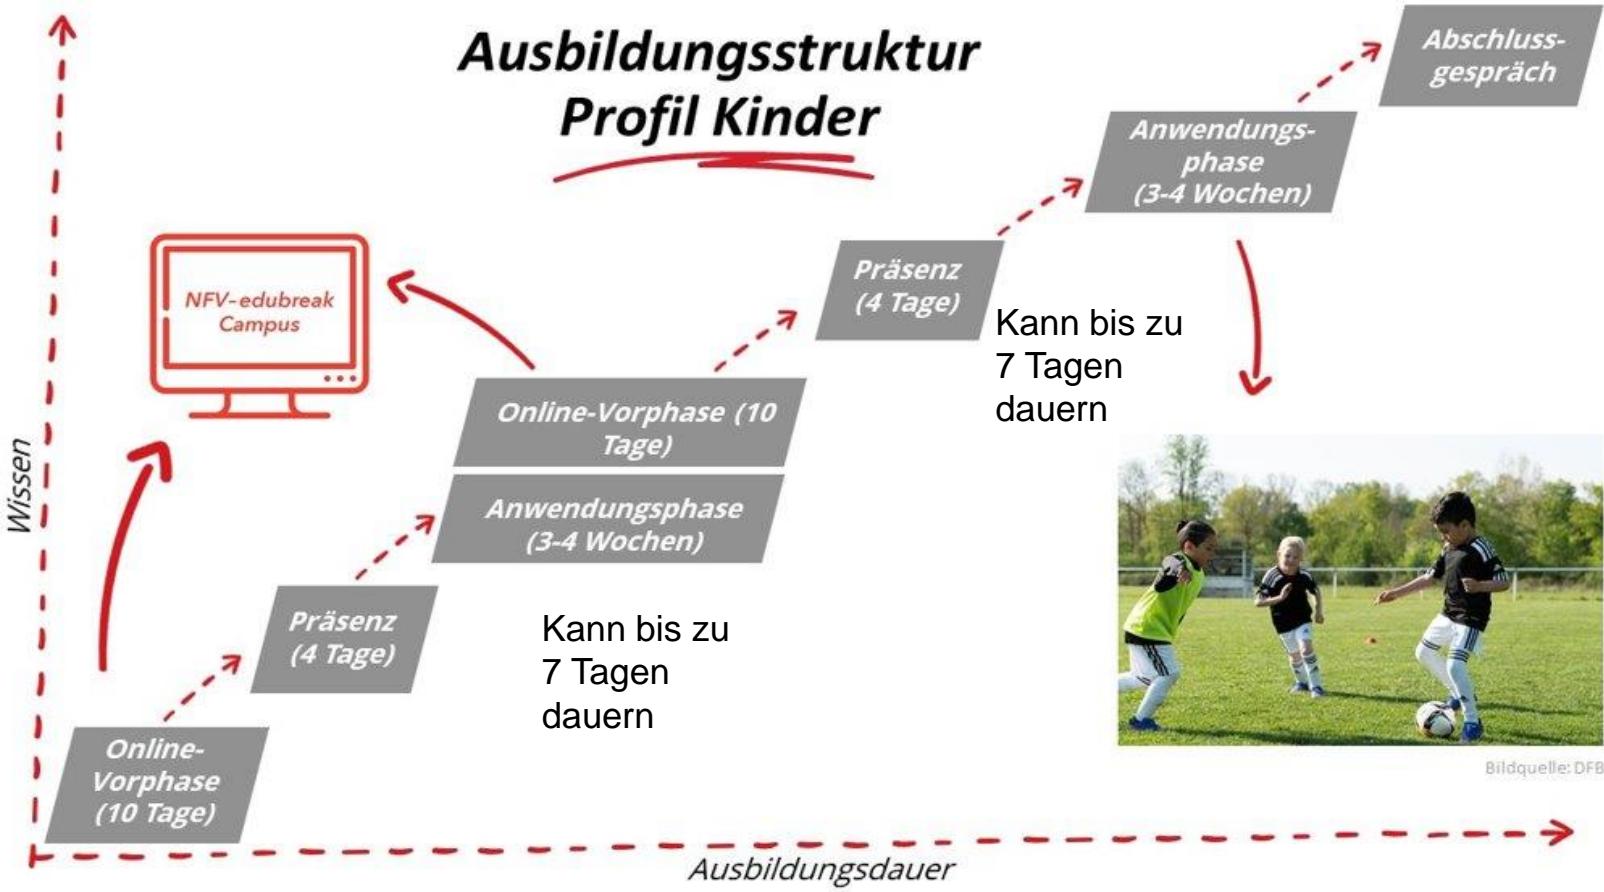 Ausbildungsstruktur
Profil Kinder
Abschluss-
gespräch
Anwendungs-
phase
(3-4 Wochen)
Präsenz
(4 Tage)
Kann bis zu
7 Tagen
dauern
NFV-edubreak
Campus
Online-Vorphase (10
Tage)
Anwendungsphase
(3-4 Wochen)
Präsenz
(4 Tage)
Kann bis zu
7 Tagen
dauern
Online-
Vorphase
(10 Tage)
Wissen
Ausbildungsdauer
Bildquelle: DFB